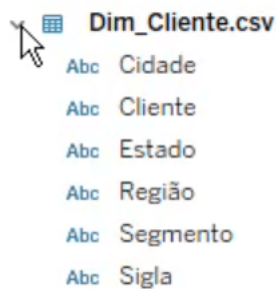 Dim_Cliente.csv
Abc Cidade
Abc Cliente
Abc Estado
Abc Região
Abc Segmento
Abc Sigla